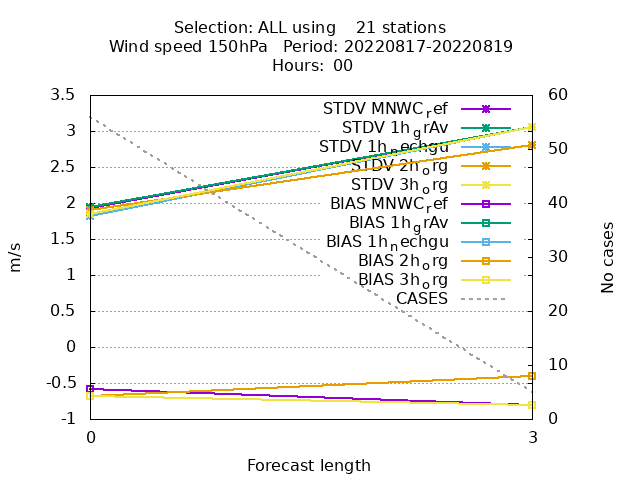 Selection: ALL using    21 stations
Wind speed 150hPa   Period: 20220817-20220819
Hours:  00
3.5
3
2.5
2
1.5
1
0.5
0
-0.5
-1
m/s
60
50
40
30
20
10
0
No cases
STDV MNWC_ref
STDV 1h_grAv
STDV 1h_nechgu
STDV 2h_org
STDV 3h_org
BIAS MNWC_ref
BIAS 1h_grAv
BIAS 1h_nechgu
BIAS 2h_org
BIAS 3h_org
CASES
0
3
Forecast length